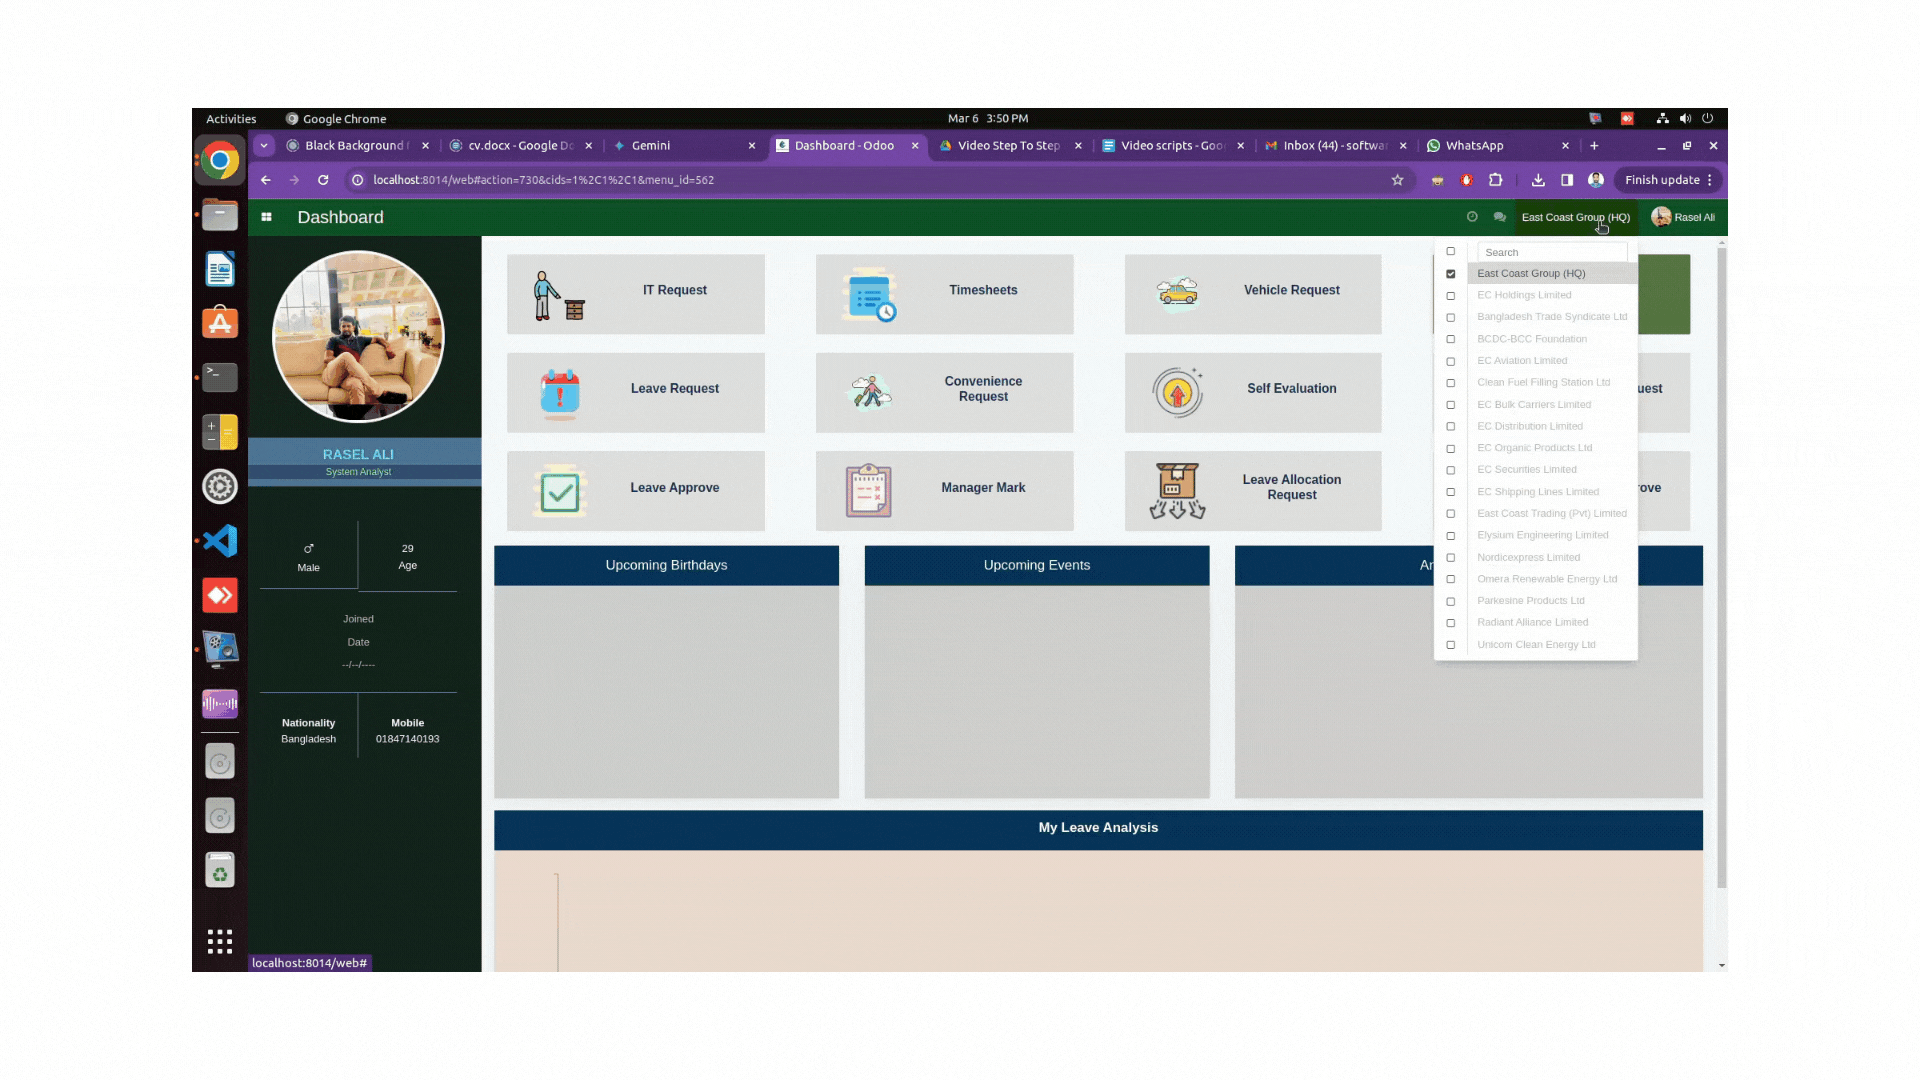 Activities Google Chrome Mar 6 3:50 PM
Black Background cv.docx - Google Do Gemini Dashboard - Odoo Video Step To Step Video scripts - Goo Inbox (44) - softwar WhatsApp
localhost:8014/web#action=730&cids=1%2C1%2C1&menu_id=562 Finish update
Dashboard East Coast Group (HQ) Rasel Ali
Search
East Coast Group (HQ)
EC Holdings Limited
Bangladesh Trade Syndicate Ltd
BCDC-BCC Foundation
EC Aviation Limited
Clean Fuel Filling Station Ltd
EC Bulk Carriers Limited
EC Distribution Limited
EC Organic Products Ltd
EC Securties Limited
EC Shipping Lines Limited
East Coast Trading (Pvt) Limited
Elysium Engineering Limited
Nordicexpress Limited
Omera Renewable Energy Ltd
Parkesine Products Ltd
Radiant Alliance Limited
Unicom Clean Energy Ltd
IT Request
Timesheets
Vehicle Request
Leave Request
Convenience
Request
Self Evaluation
uest
Leave Approve
Manager Mark
Leave Allocation
Request
rove
RASEL ALI
System Analyst
Male
29
Age
Joined
Date
--/--/----
Nationality
Bangladesh
Mobile
01847140193
Upcoming Birthdays
Upcoming Events
An
My Leave Analysis
localhost:8014/web#